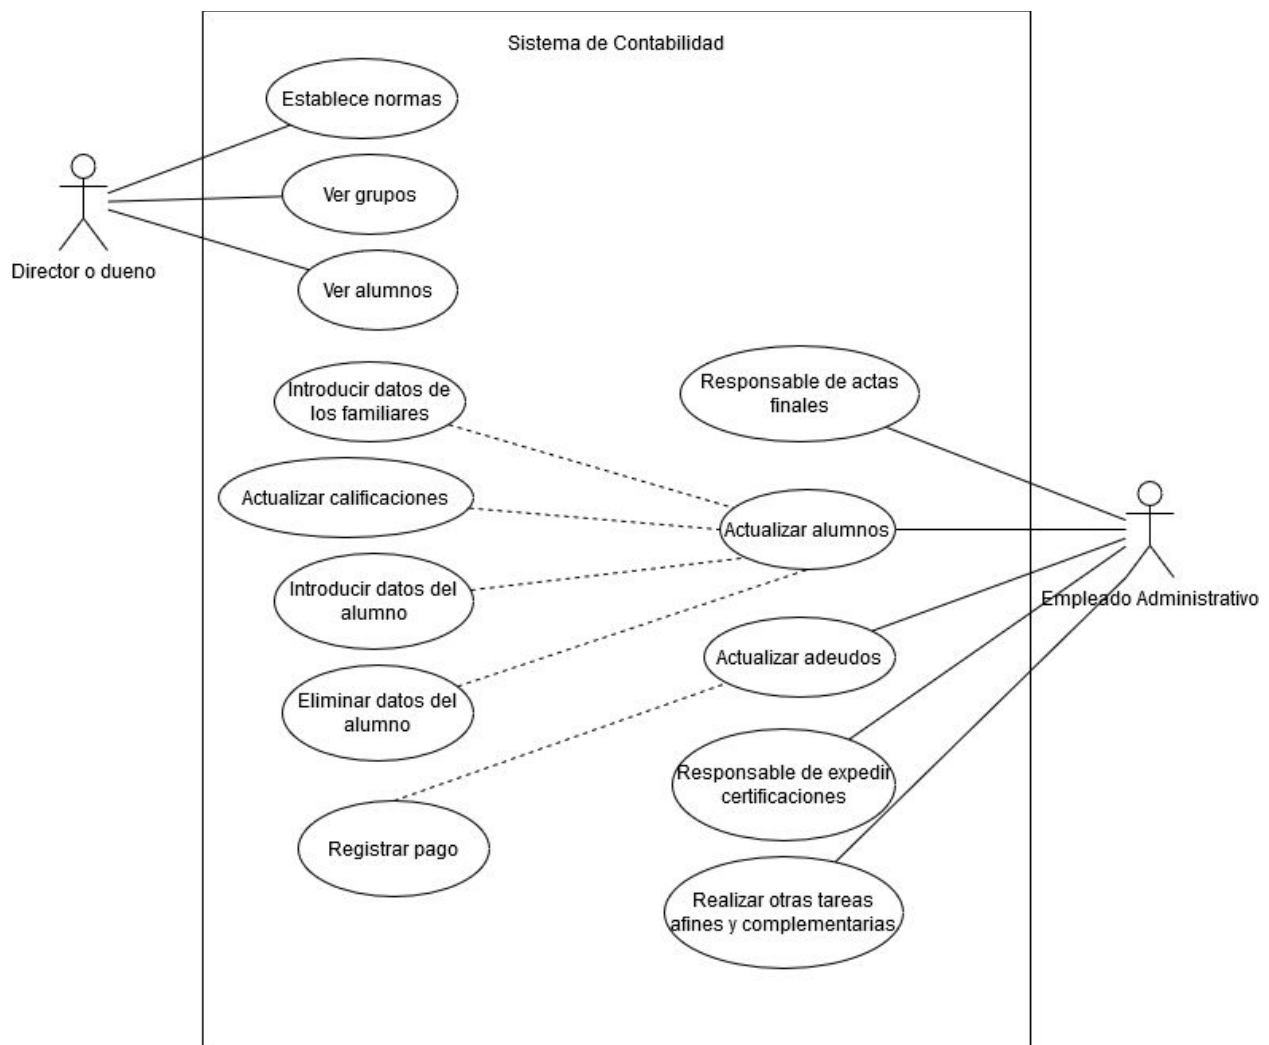 Sistema de Contabilidad
Establece normas
Ver grupos
Director o dueno
Ver alumnos
Introducir datos de
los familiares
Responsable de actas
finales
Actualizar calificaciones
Actualizar alumnos
Introducir datos del
alumno
Empleado Administrativo
Actualizar adeudos
Eliminar datos del
alumno
Responsable de expedir
certificaciones
Registrar pago
Realizar otras tareas
afines y complementarias